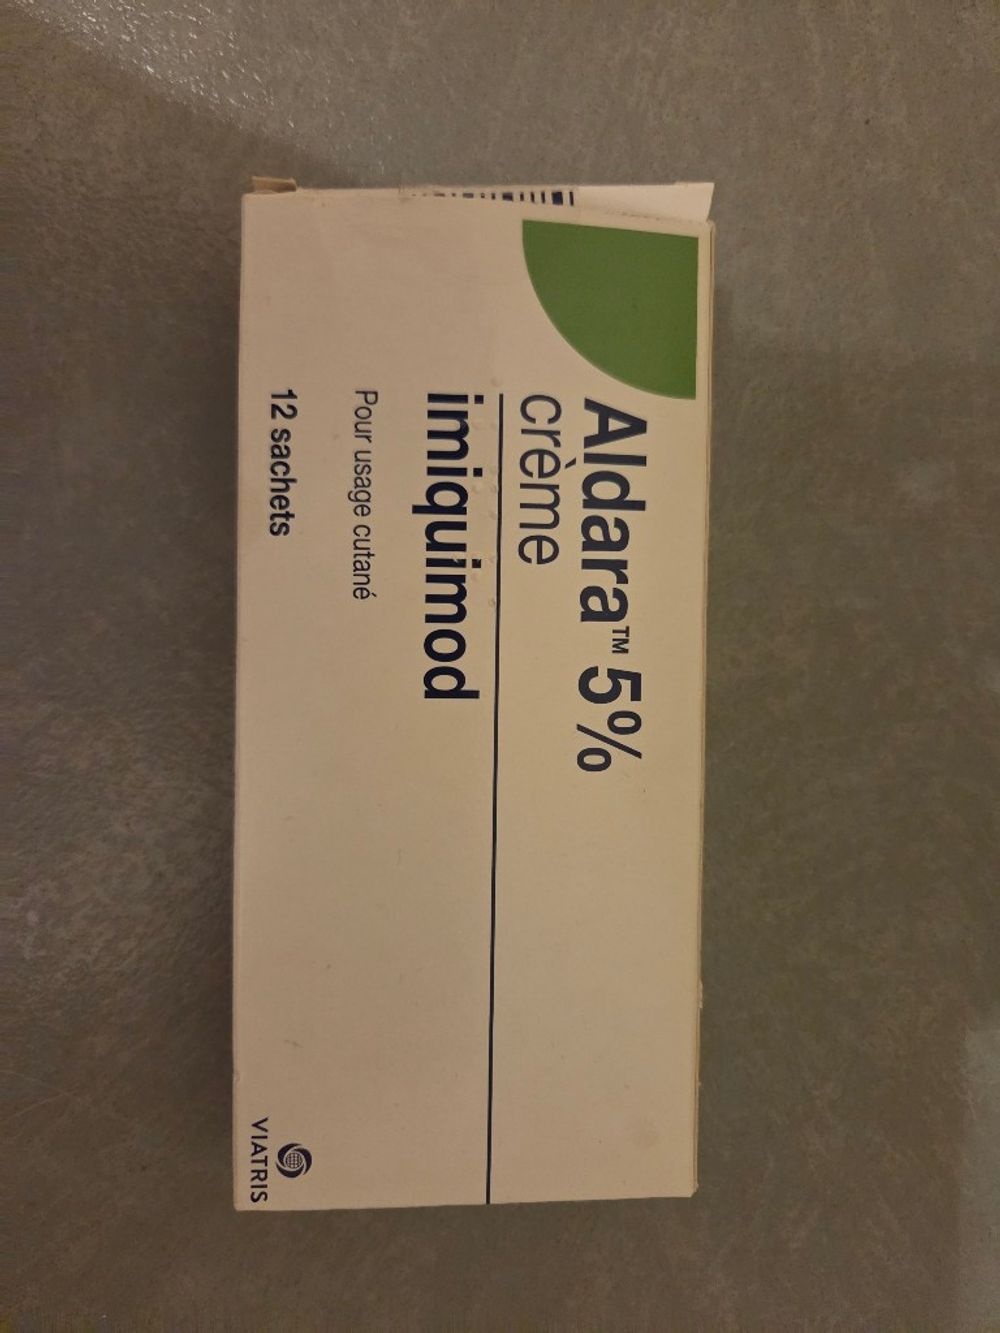 Aldara™ 5%
crème
imiquimod
Pour usage cutané
12 sachets
VIATRIS